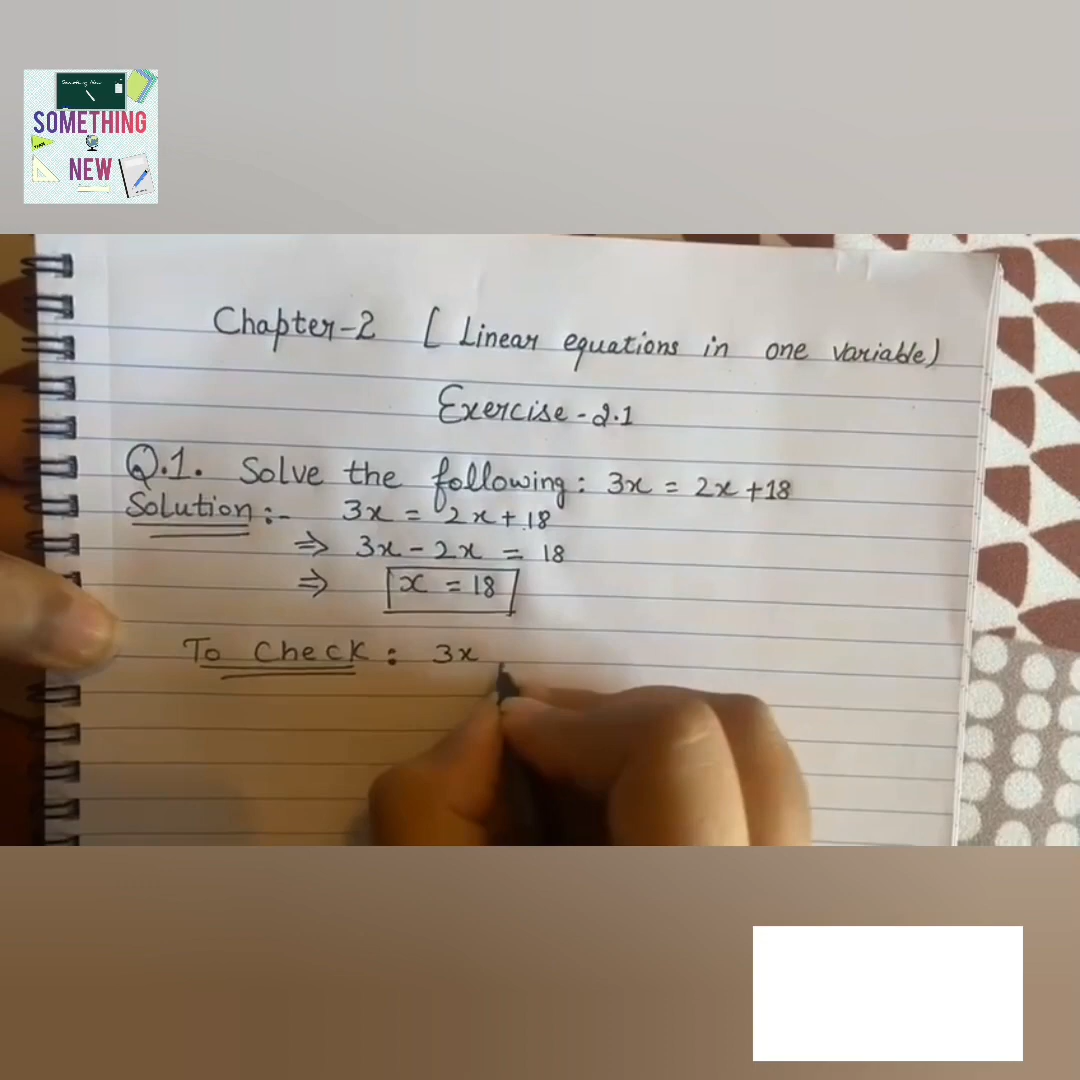 SOMETHING
NEW
Chapter-2 [ Linear equations in one variable)
Exercise-2.1
Q.1. Solve the following: 3x = 2x +18
Solution:- 3x = 2x + 18
⇒ 3x - 2x = 18
⇒ x = 18
To Check: 3x